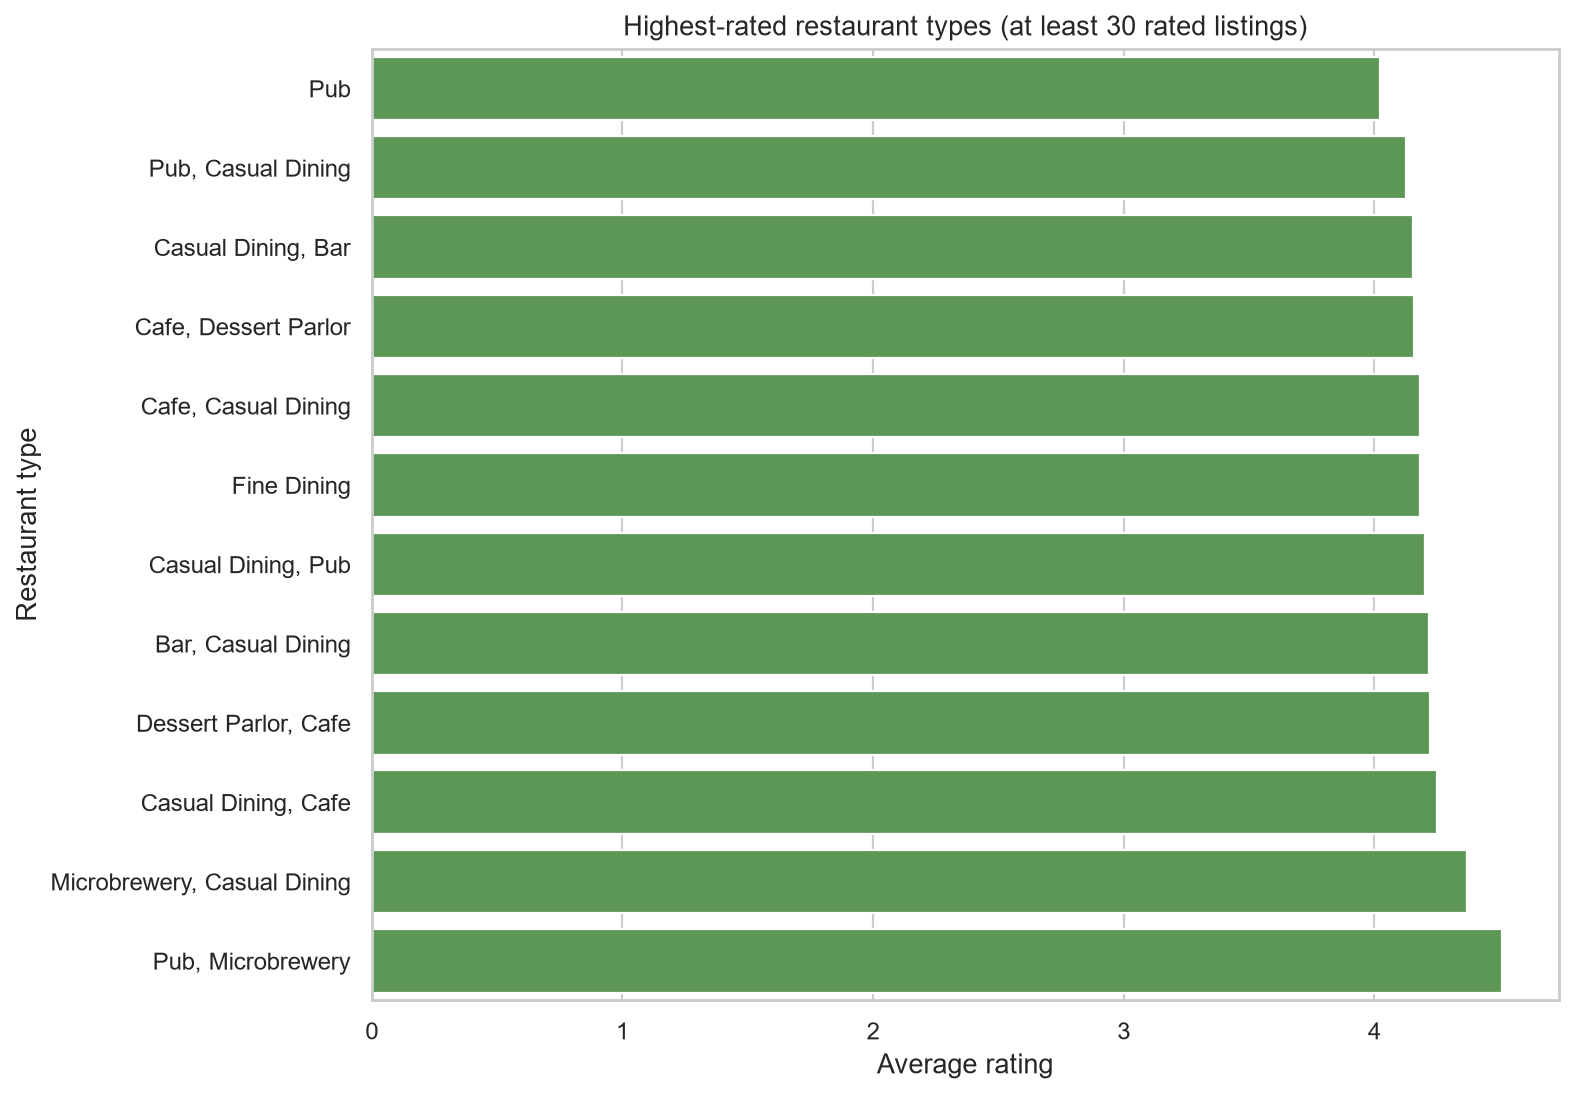 Highest-rated restaurant types (at least 30 rated listings)
Restaurant type
Pub
Pub, Casual Dining
Casual Dining, Bar
Cafe, Dessert Parlor
Cafe, Casual Dining
Fine Dining
Casual Dining, Pub
Bar, Casual Dining
Dessert Parlor, Cafe
Casual Dining, Cafe
Microbrewery, Casual Dining
Pub, Microbrewery
0 1 2 3 4
Average rating